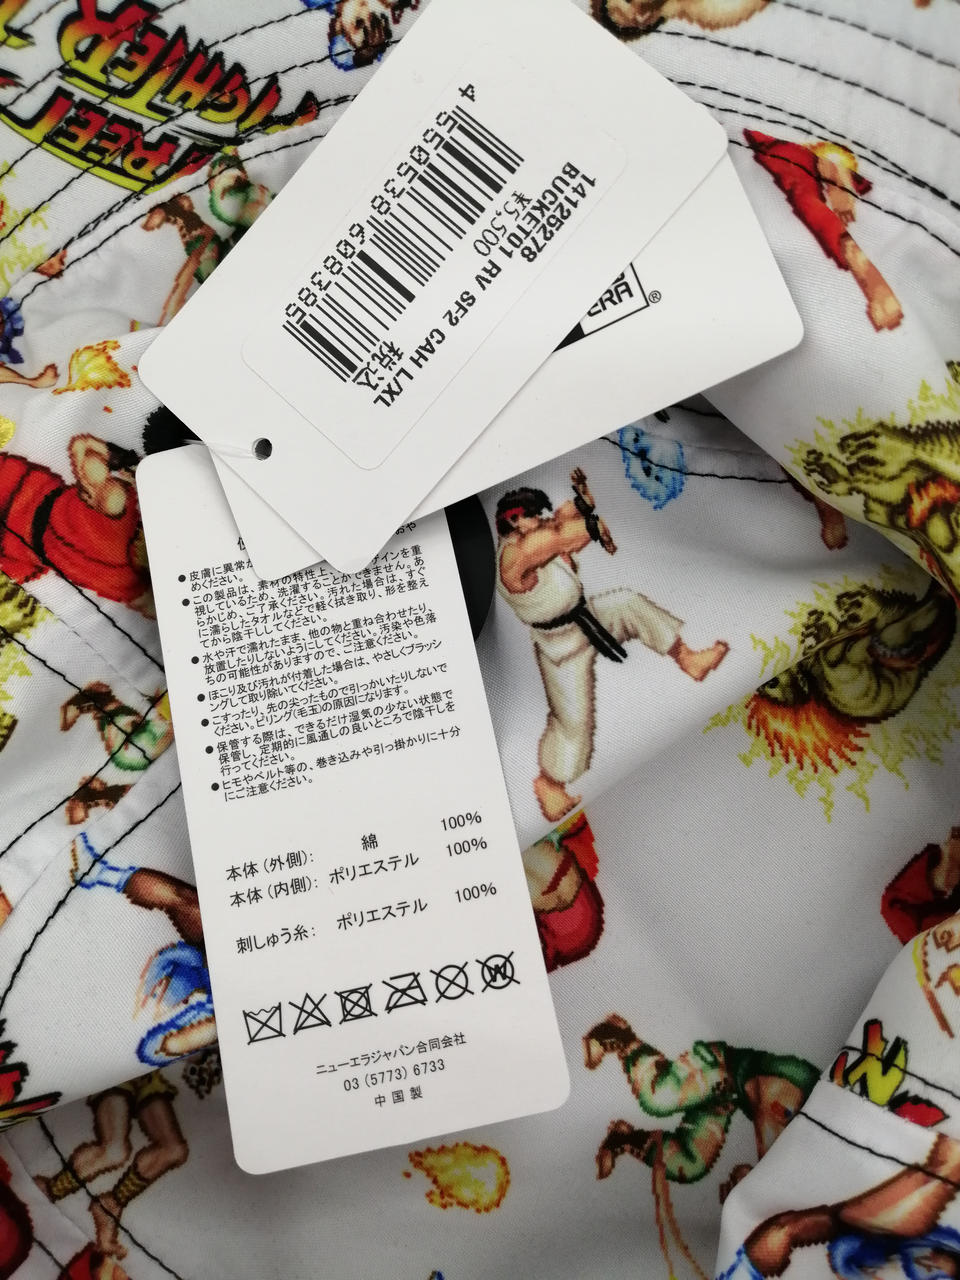 STREET
FIGHTER
4 550538 608385
14125278
BUCKET01 RV SF2 CAH L/XL
¥5,500
税込
ERA®
●皮膚に異常が
めください。
●この製品は、素材の特性上
デザインを重
視しているため、洗濯することができません。あ
らかじめ、ご了承ください。汚れた場合は、すぐ
に濡らしたタオルなどで軽く拭き取り、形を整え
てから陰干ししてください。
●水や汗で濡れたまま、他の物と重ね合わせたり、
放置したりしないようにしてください。汚染や色落
ちの可能性がありますので、ご注意ください。
●ほこり及び汚れが付着した場合は、やさしくブラッシ
ングして取り除いてください。
●こすったり、先の尖ったもので引っかいたりしないで
ください。ピリング(毛玉)の原因になります。
●保管する際は、できるだけ湿気の少ない状態で
保管し、定期的に風通しの良いところで陰干しを
行ってください。
●ヒモやベルト等の、巻き込みや引っ掛かりに十分
にご注意ください。
本体(外側): 綿 100%
本体(内側): ポリエステル 100%
刺しゅう糸: ポリエステル 100%
W
ニューエラジャパン合同会社
03 (5773) 6733
中国製